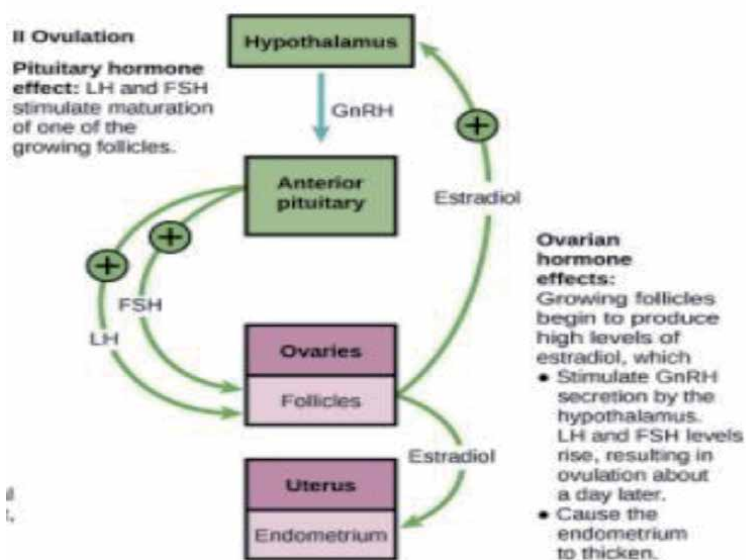 II Ovulation
Pituitary hormone
effect: LH and FSH
stimulate maturation
of one of the
growing follicles.
Hypothalamus
GnRH
Anterior
pituitary
Estradiol
FSH
LH
Ovaries
Follicles
Estradiol
Uterus
Endometrium
Ovarian
hormone
effects:
Growing follicles
begin to produce
high levels of
estradiol, which
• Stimulate GnRH
secretion by the
hypothalamus.
LH and FSH levels
rise, resulting in
ovulation about
a day later.
• Cause the
endometrium
to thicken.